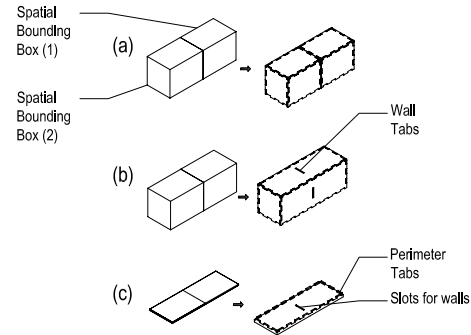 Spatial
Bounding
Box (1)
(a)
Spatial
Bounding
Box (2)
Wall
Tabs
(b)
Perimeter
Tabs
(c)
Slots for walls